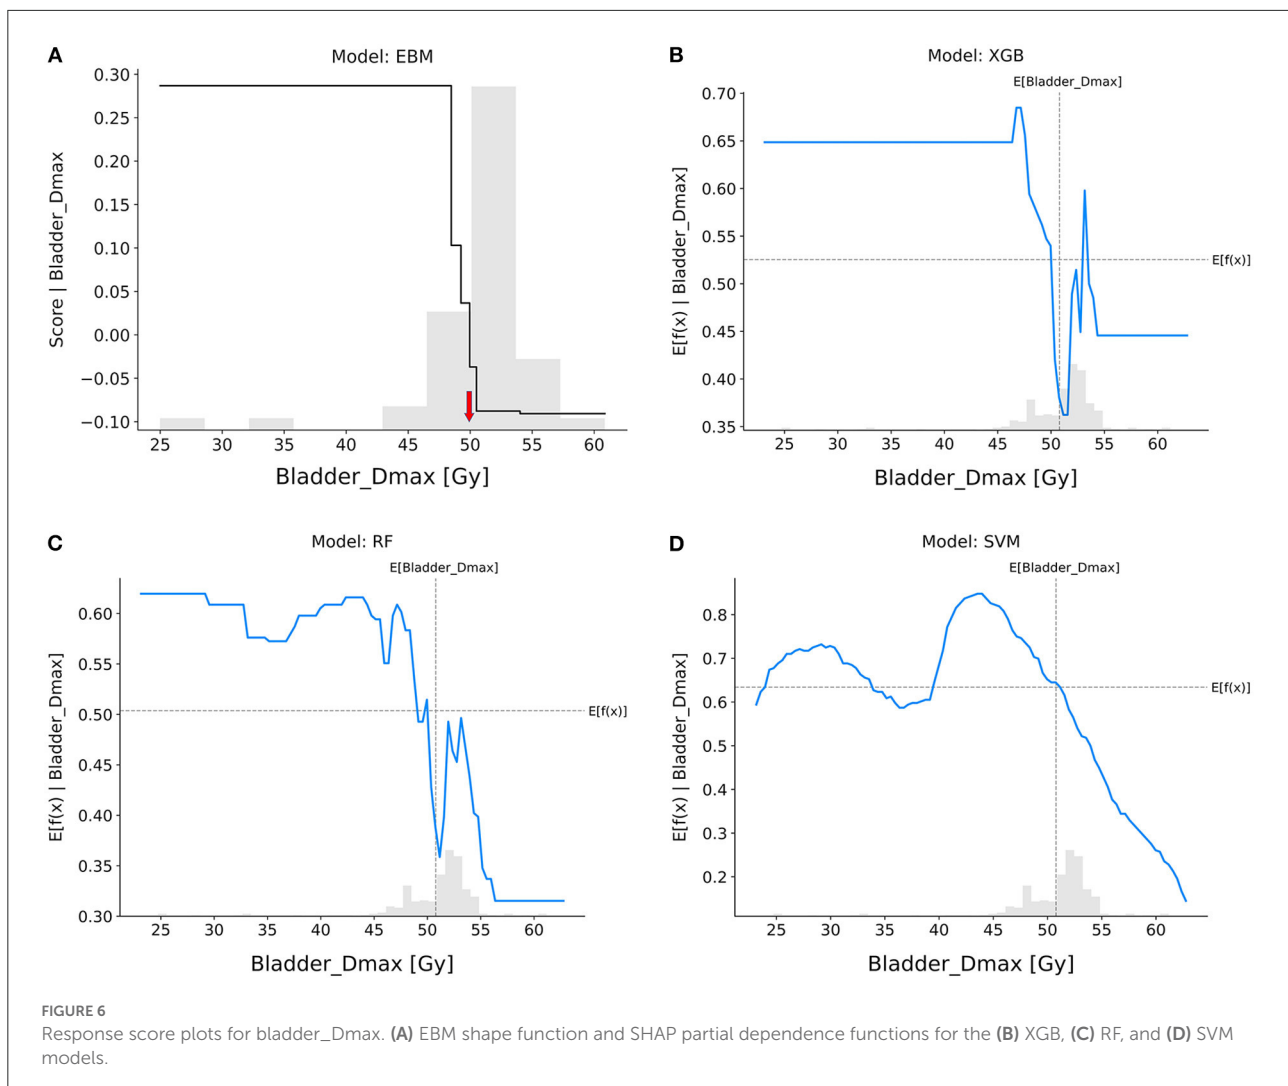 A
Model: EBM
0.30
0.25
0.20
0.15
0.10
0.05
0.00
−0.05
−0.10
Score | Bladder_Dmax
25 30 35 40 45 50 55 60
Bladder_Dmax [Gy]
B
Model: XGB
E[Bladder_Dmax]
0.70
0.65
0.60
0.55
0.50
0.45
0.40
0.35
E[f(x) | Bladder_Dmax]
E[f(x)]
25 30 35 40 45 50 55 60
Bladder_Dmax [Gy]
C
Model: RF
E[Bladder_Dmax]
0.60
0.55
0.50
0.45
0.40
0.35
0.30
E[f(x) | Bladder_Dmax]
E[f(x)]
25 30 35 40 45 50 55 60
Bladder_Dmax [Gy]
D
Model: SVM
E[Bladder_Dmax]
0.8
0.7
0.6
0.5
0.4
0.3
0.2
E[f(x) | Bladder_Dmax]
E[f(x)]
25 30 35 40 45 50 55 60
Bladder_Dmax [Gy]
FIGURE 6
Response score plots for bladder_Dmax. (A) EBM shape function and SHAP partial dependence functions for the (B) XGB, (C) RF, and (D) SVM
models.